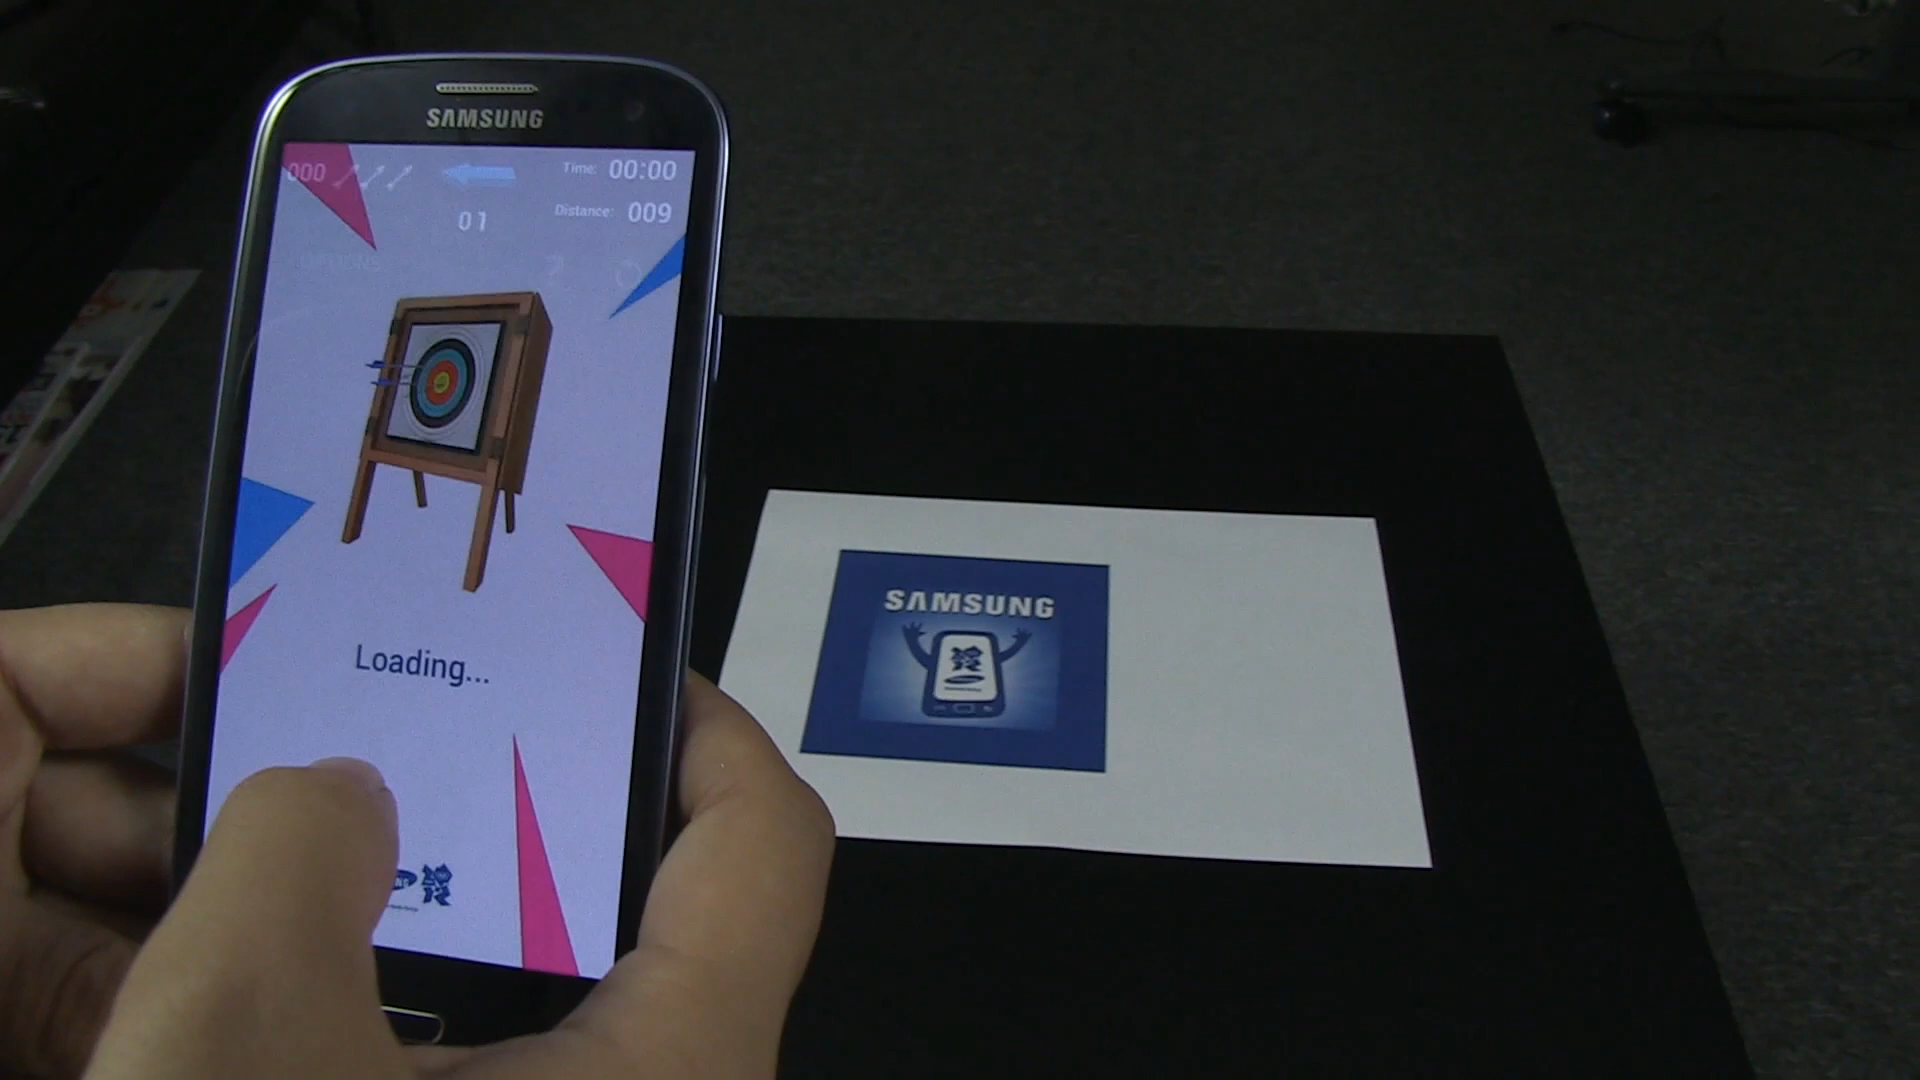 SAMSUNG
000
Time: 00:00
01
Distance: 009
Loading...
SAMSUNG